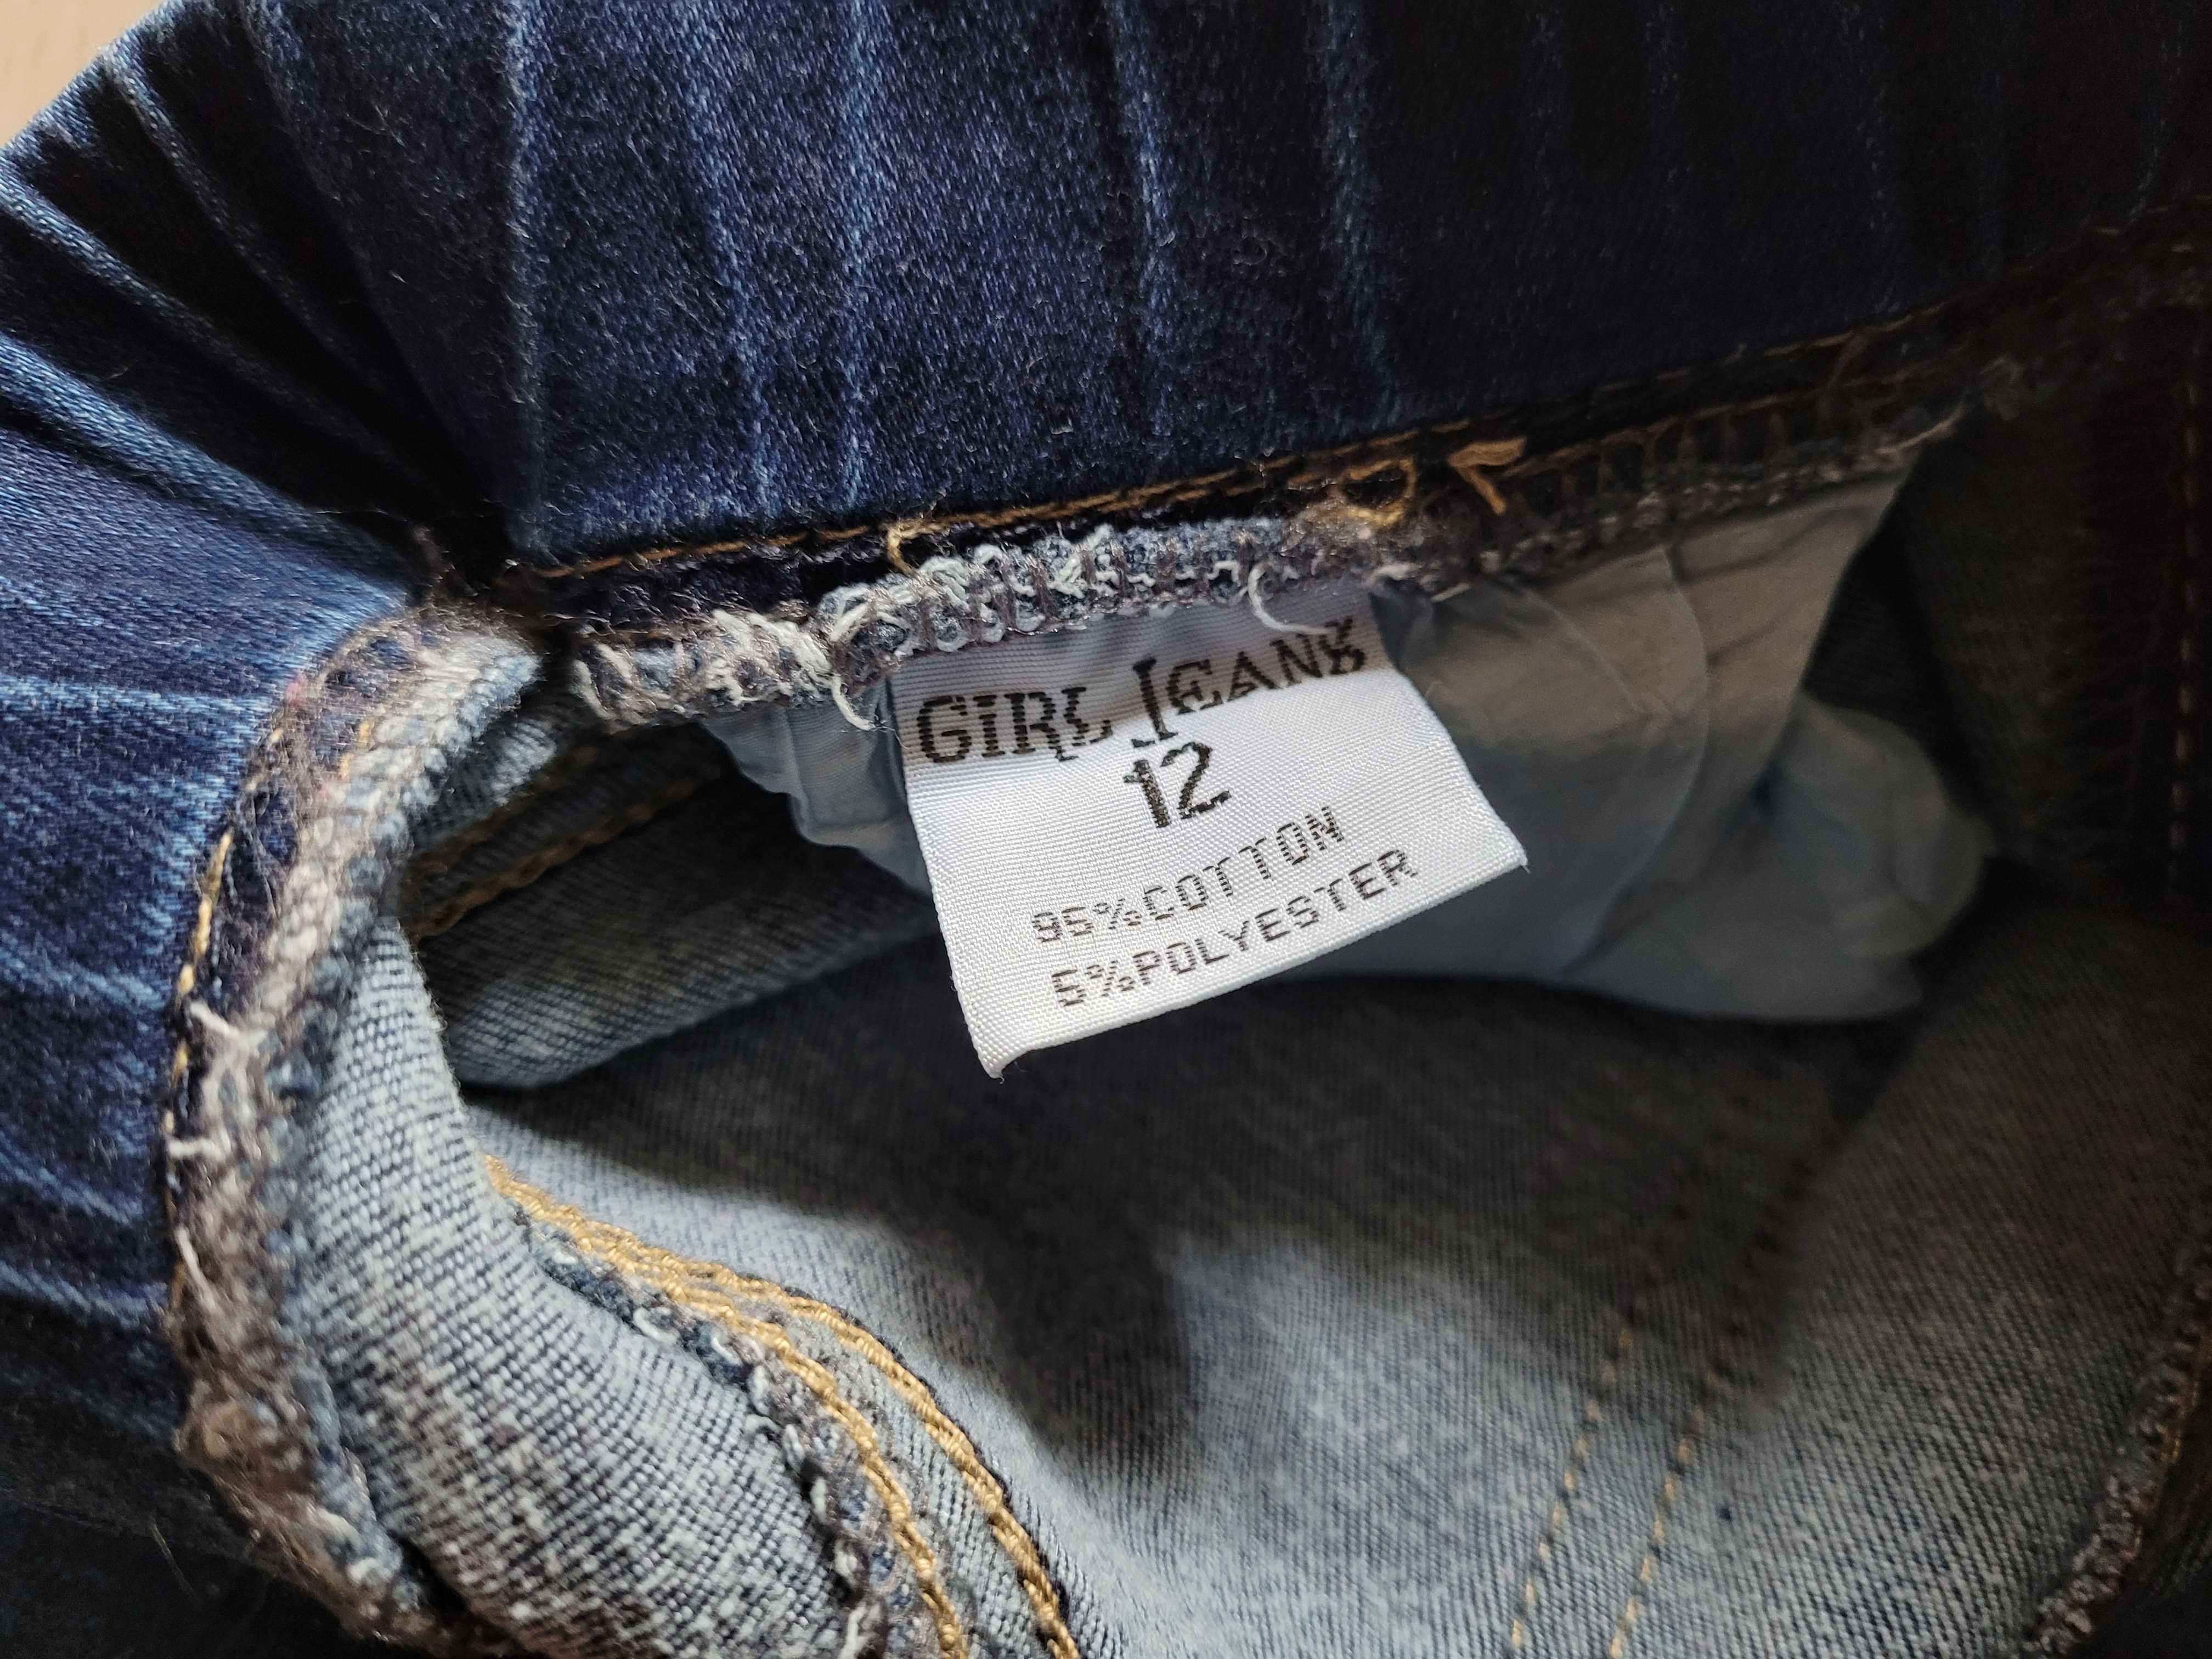 GIRL JEANS
12
95%COTTON
5%POLYESTER